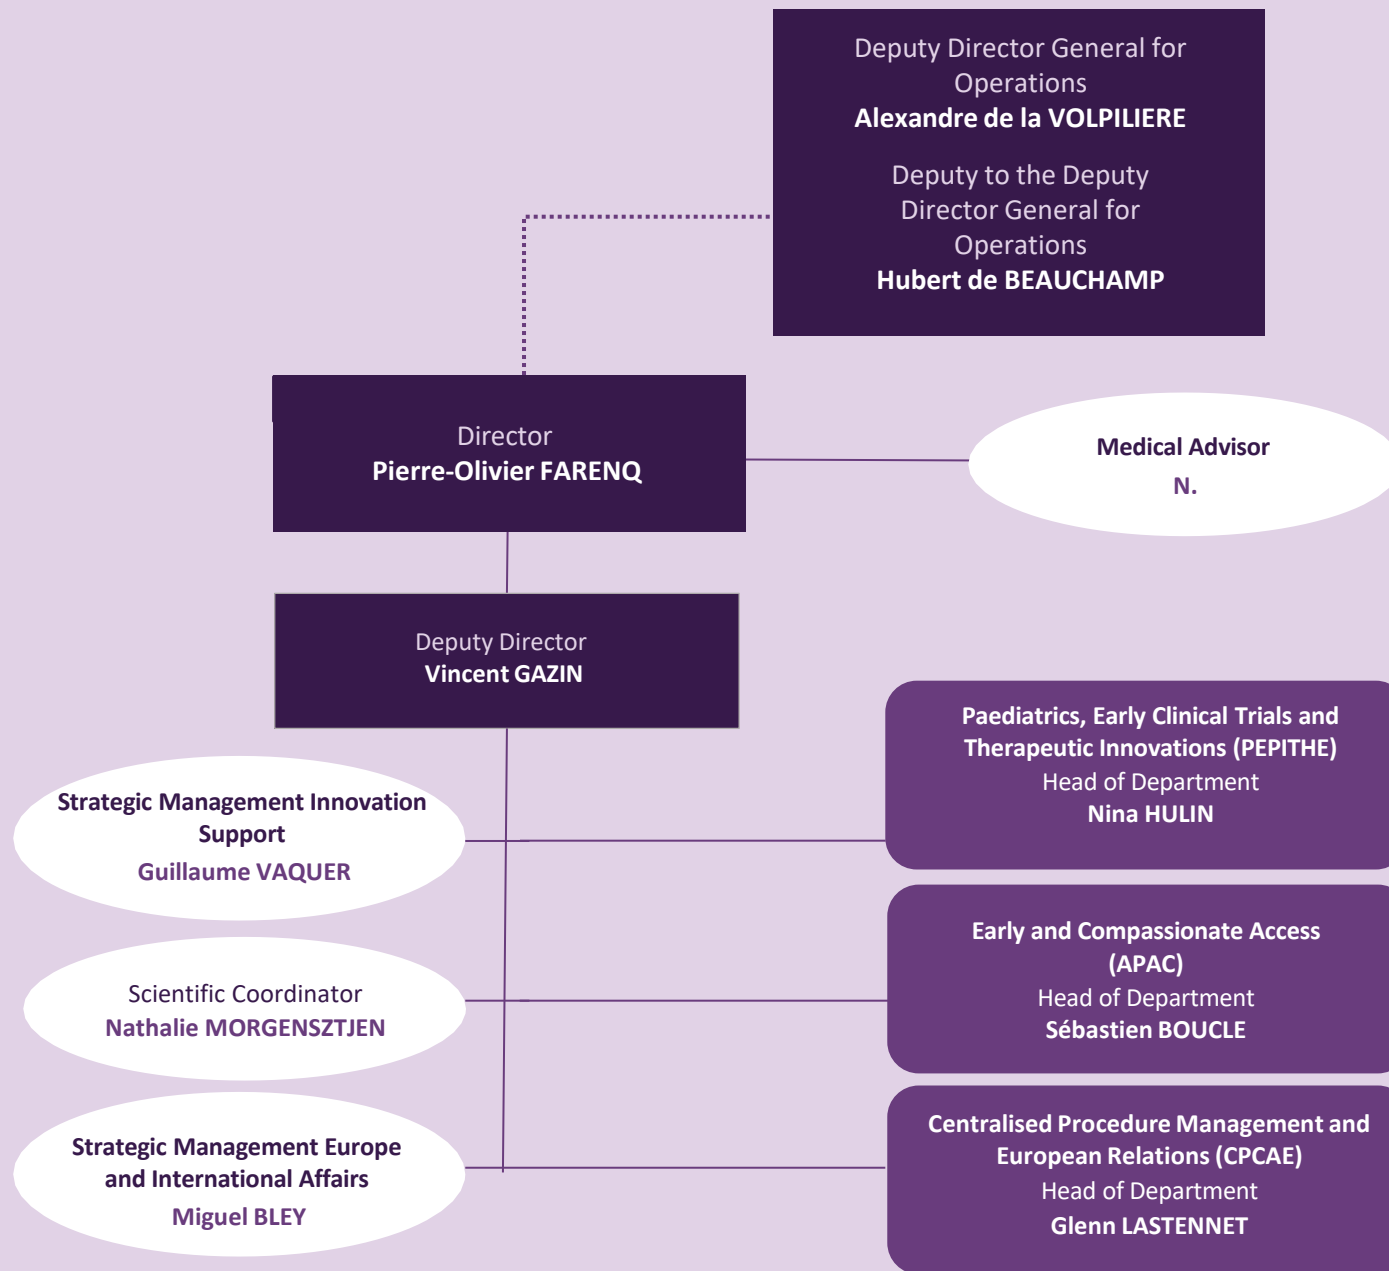 Deputy Director General for
Operations
Alexandre de la VOLPILIERE
Deputy to the Deputy
Director General for
Operations
Hubert de BEAUCHAMP
Director
Pierre-Olivier FARENQ
Medical Advisor
N.
Deputy Director
Vincent GAZIN
Strategic Management Innovation
Support
Guillaume VAQUER
Paediatrics, Early Clinical Trials and
Therapeutic Innovations (PEPITHE)
Head of Department
Nina HULIN
Scientific Coordinator
Nathalie MORGENSZTJEN
Early and Compassionate Access
(APAC)
Head of Department
Sébastien BOUCLE
Strategic Management Europe
and International Affairs
Miguel BLEY
Centralised Procedure Management and
European Relations (CPCAE)
Head of Department
Glenn LASTENNET